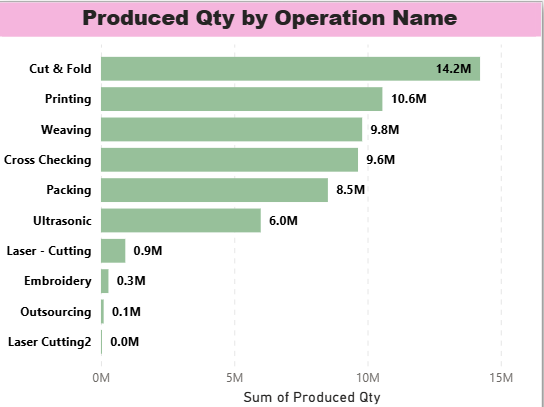 Produced Qty by Operation Name
Cut & Fold 14.2M
Printing 10.6M
Weaving 9.8M
Cross Checking 9.6M
Packing 8.5M
Ultrasonic 6.0M
Laser - Cutting 0.9M
Embroidery 0.3M
Outsourcing 0.1M
Laser Cutting2 0.0M
0M 5M 10M 15M
Sum of Produced Qty